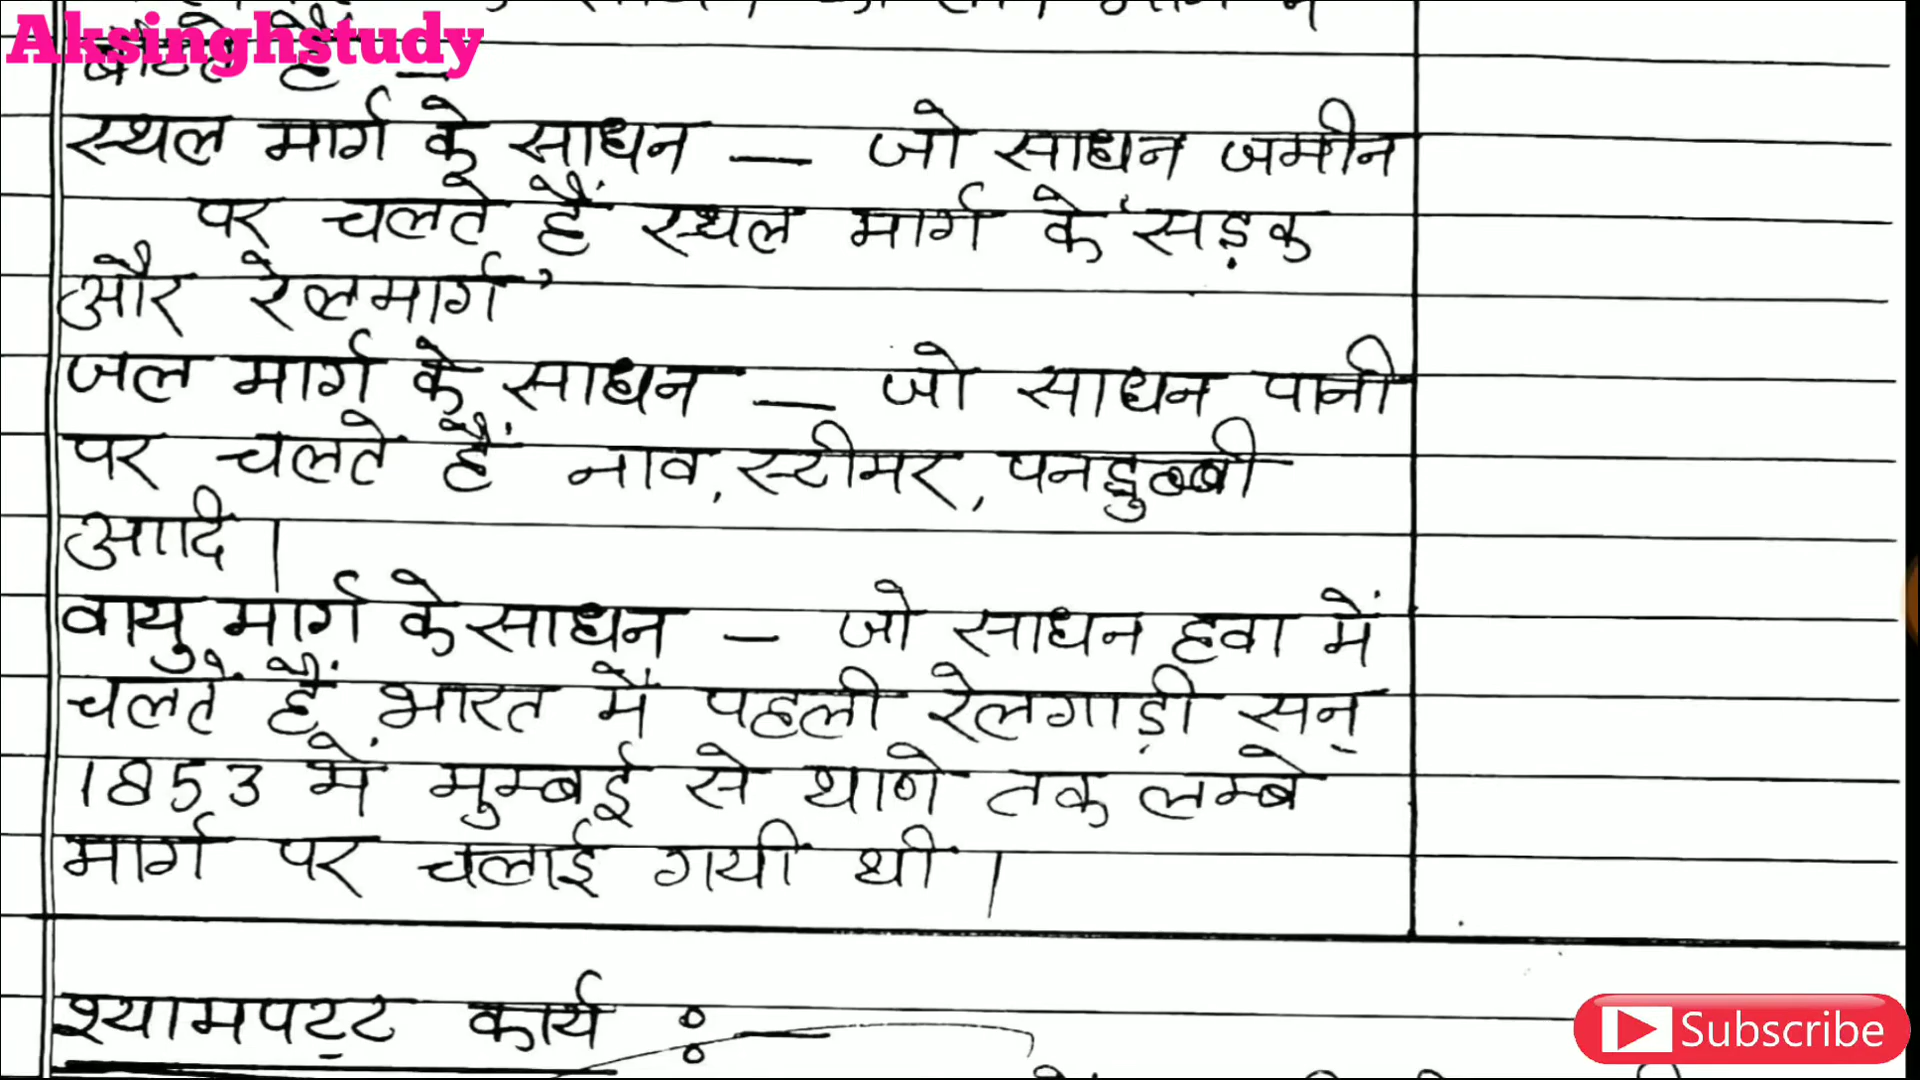 Aksinghstudy
बाँटते हैं -
स्थल मार्ग के साधन — जो साधन जमीन
पर चलते हैं स्थल मार्ग के सड़क
और रेलमार्ग,
जल मार्ग के साधन — जो साधन पानी
पर चलते हैं नाव, स्टीमर, पनडुब्बी
आदि।
वायु मार्ग के साधन - जो साधन हवा में
चलते हैं, भारत में पहली रेलगाड़ी सन्
1853 में मुम्बई से थाणे तक लम्बे
मार्ग पर चलाई गयी थी।
श्यामपट्ट कार्य :—
Subscribe